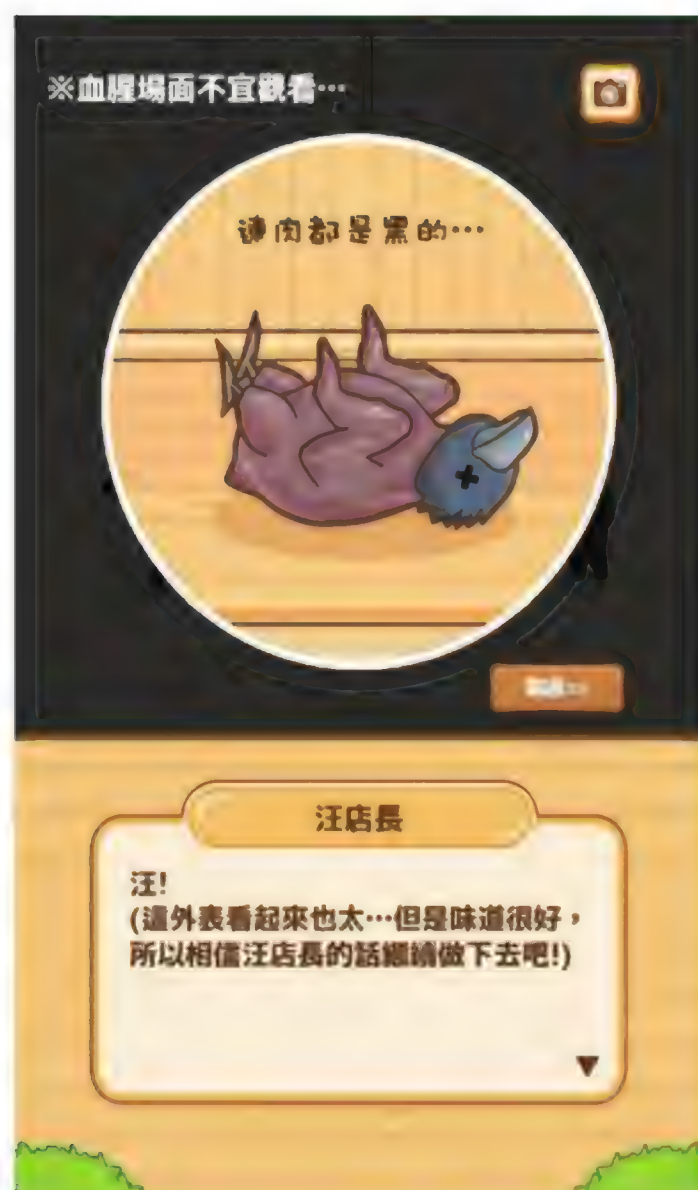 ※血腥場面不宜觀看…
連肉都是黑的…
汪店長
汪!
(這外表看起來也太…但是味道很好，
所以相信汪店長的話繼續做下去吧!)